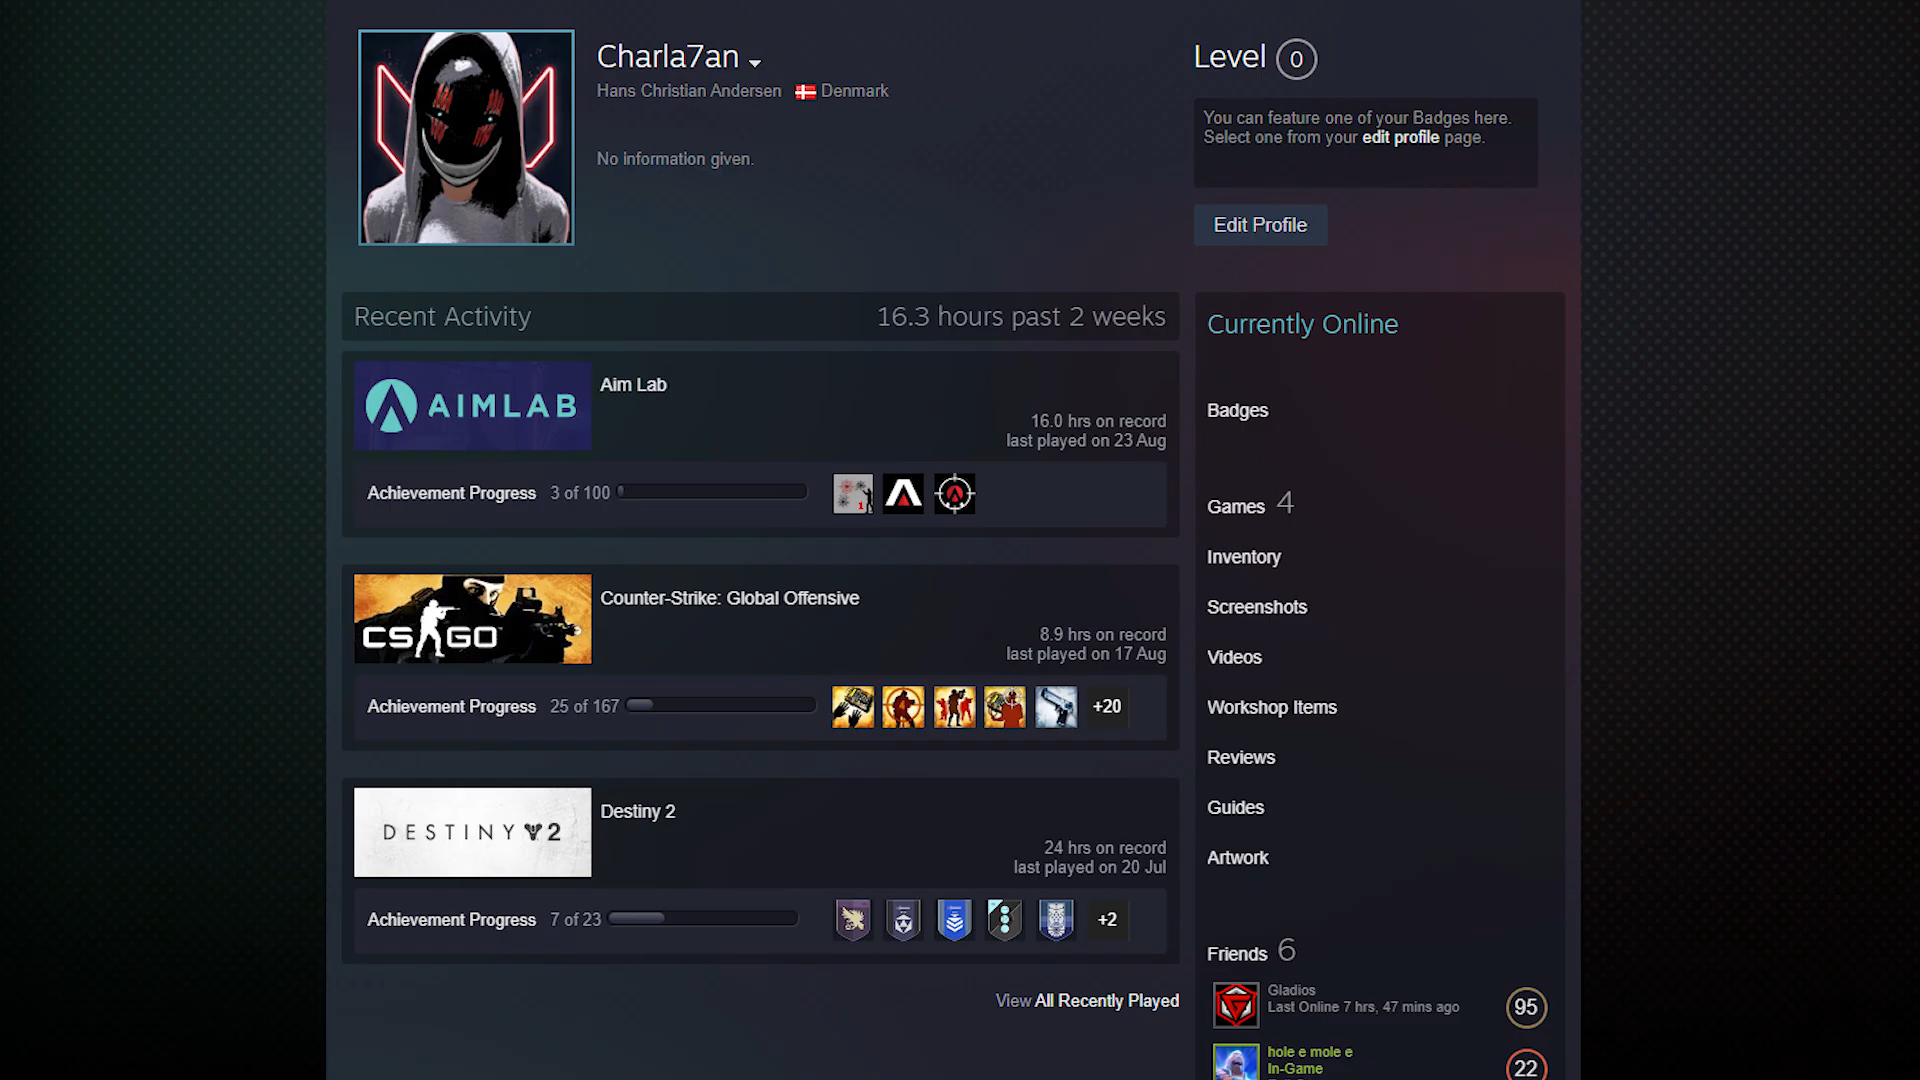 Charla7an
Hans Christian Andersen Denmark
No information given.
Level 0
You can feature one of your Badges here.
Select one from your edit profile page.
Edit Profile
Recent Activity 16.3 hours past 2 weeks
AIMLAB
Aim Lab
16.0 hrs on record
last played on 23 Aug
Achievement Progress 3 of 100
1
CS GO
Counter-Strike: Global Offensive
8.9 hrs on record
last played on 17 Aug
Achievement Progress 25 of 167 +20
DESTINY 2
Destiny 2
24 hrs on record
last played on 20 Jul
Achievement Progress 7 of 23 +2
View All Recently Played
Currently Online
Badges
Games 4
Inventory
Screenshots
Videos
Workshop Items
Reviews
Guides
Artwork
Friends 6
Gladios
Last Online 7 hrs, 47 mins ago
95
hole e mole e
In-Game
22